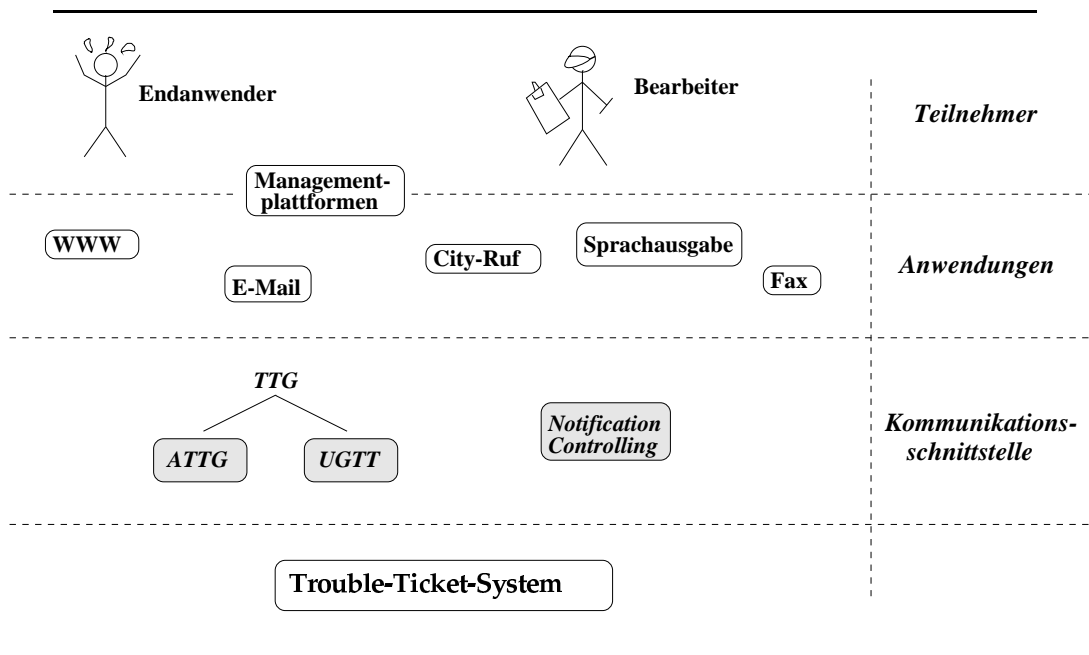 Endanwender
Bearbeiter
Teilnehmer
Management-
plattformen
WWW
E-Mail
City-Ruf
Sprachausgabe
Fax
Anwendungen
TTG
ATTG
UGTT
Notification
Controlling
Kommunikations-
schnittstelle
Trouble-Ticket-System